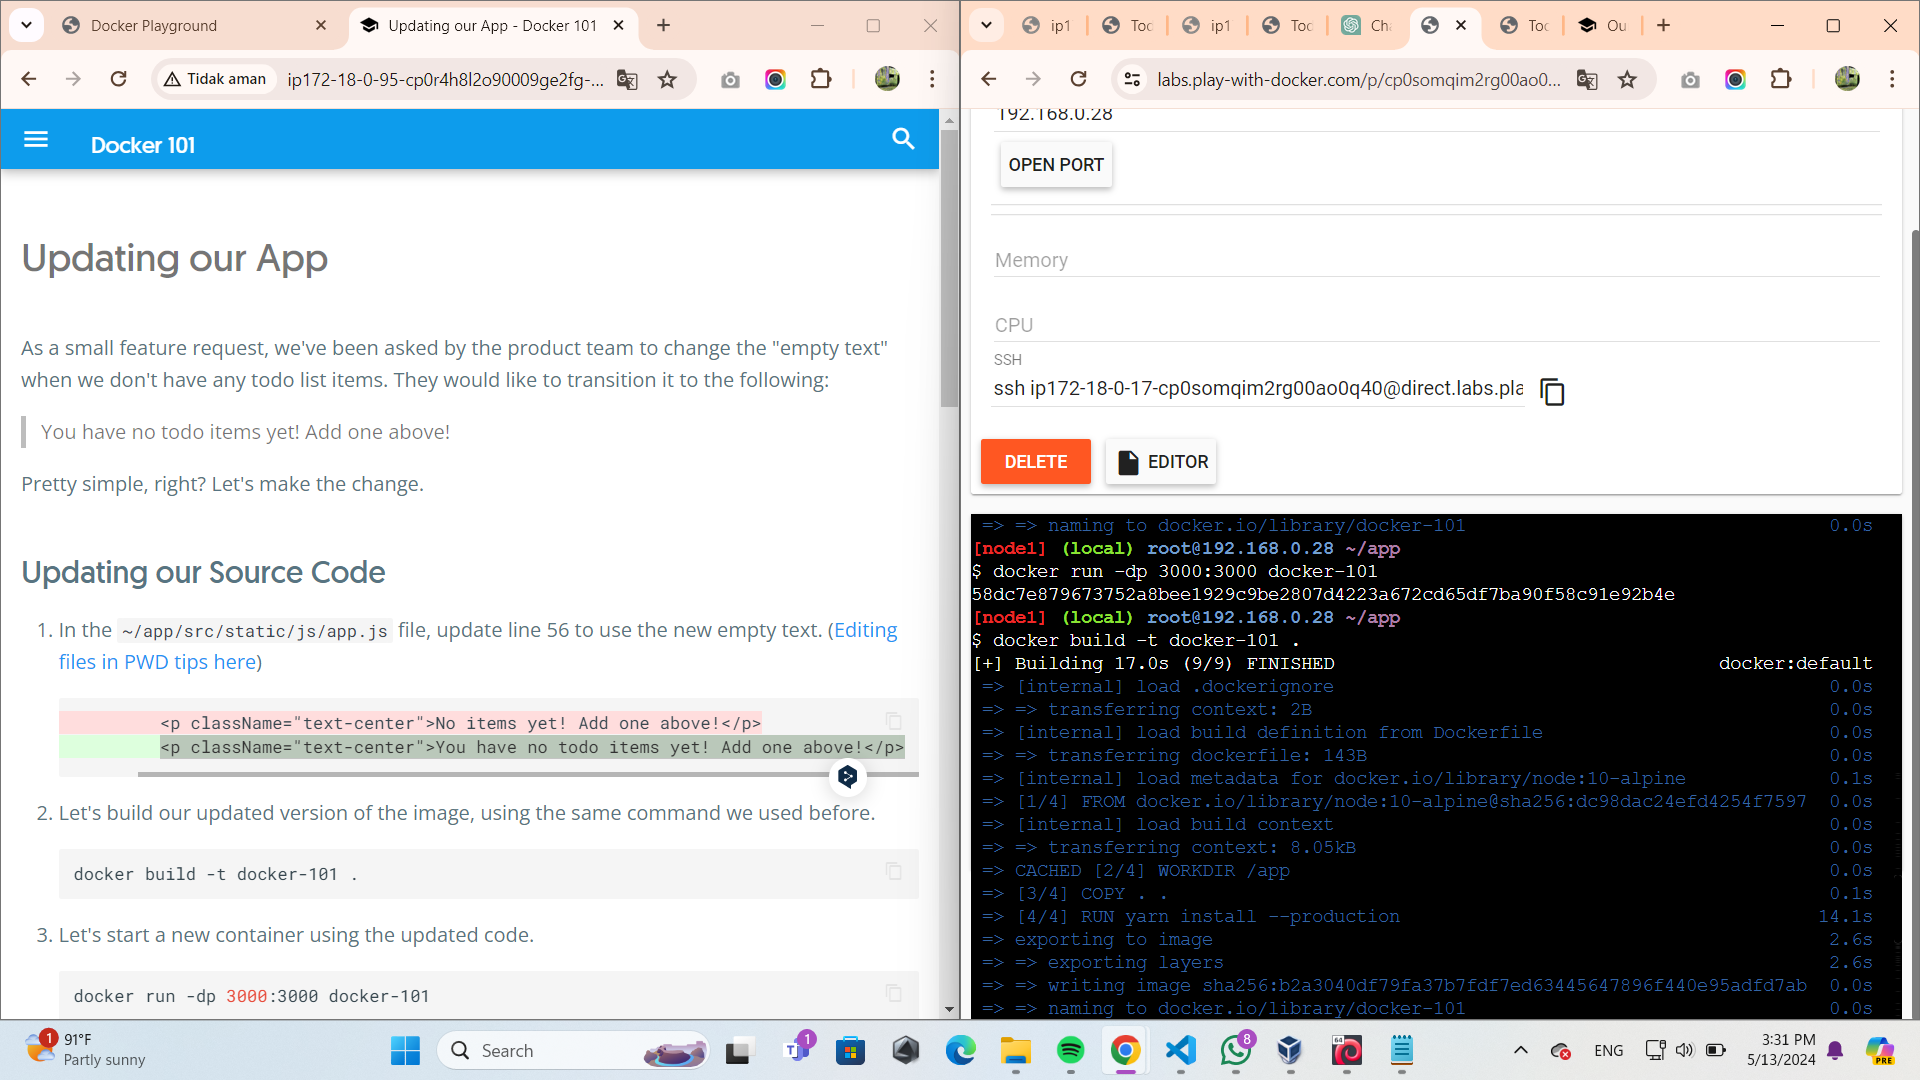 Docker Playground
Updating our App - Docker 101
Tidak aman
ip172-18-0-95-cp0r4h8l2o90009ge2fg-...
Docker 101
Updating our App
As a small feature request, we've been asked by the product team to change the "empty text"
when we don't have any todo list items. They would like to transition it to the following:
You have no todo items yet! Add one above!
Pretty simple, right? Let's make the change.
Updating our Source Code
1. In the ~/app/src/static/js/app.js file, update line 56 to use the new empty text. (Editing
files in PWD tips here)
<p className="text-center">No items yet! Add one above!</p>
<p className="text-center">You have no todo items yet! Add one above!</p>
2. Let's build our updated version of the image, using the same command we used before.
docker build -t docker-101 .
3. Let's start a new container using the updated code.
docker run -dp 3000:3000 docker-101
ip1
Too
ip1
Too
Cha
Too
Ou
labs.play-with-docker.com/p/cp0somqim2rg00ao0...
192.168.0.28
OPEN PORT
Memory
CPU
SSH
ssh ip172-18-0-17-cp0somqim2rg00ao0q40@direct.labs.pla
DELETE
EDITOR
=> => naming to docker.io/library/docker-101 0.0s
[node1] (local) root@192.168.0.28 ~/app
$ docker run -dp 3000:3000 docker-101
58dc7e879673752a8bee1929c9be2807d4223a672cd65df7ba90f58c91e92b4e
[node1] (local) root@192.168.0.28 ~/app
$ docker build -t docker-101 .
[+] Building 17.0s (9/9) FINISHED docker:default
=> [internal] load .dockerignore 0.0s
=> => transferring context: 2B 0.0s
=> [internal] load build definition from Dockerfile 0.0s
=> => transferring dockerfile: 143B 0.0s
=> [internal] load metadata for docker.io/library/node:10-alpine 0.1s
=> [1/4] FROM docker.io/library/node:10-alpine@sha256:dc98dac24efd4254f7597 0.0s
=> [internal] load build context 0.0s
=> => transferring context: 8.05kB 0.0s
=> CACHED [2/4] WORKDIR /app 0.0s
=> [3/4] COPY . . 0.1s
=> [4/4] RUN yarn install --production 14.1s
=> exporting to image 2.6s
=> => exporting layers 2.6s
=> => writing image sha256:b2a3040df79fa37b7fdf7ed63445647896f440e95adfd7ab 0.0s
=> => naming to docker.io/library/docker-101 0.0s
1
91°F
Partly sunny
Search
1
8
64
ENG
3:31 PM
5/13/2024
PRE